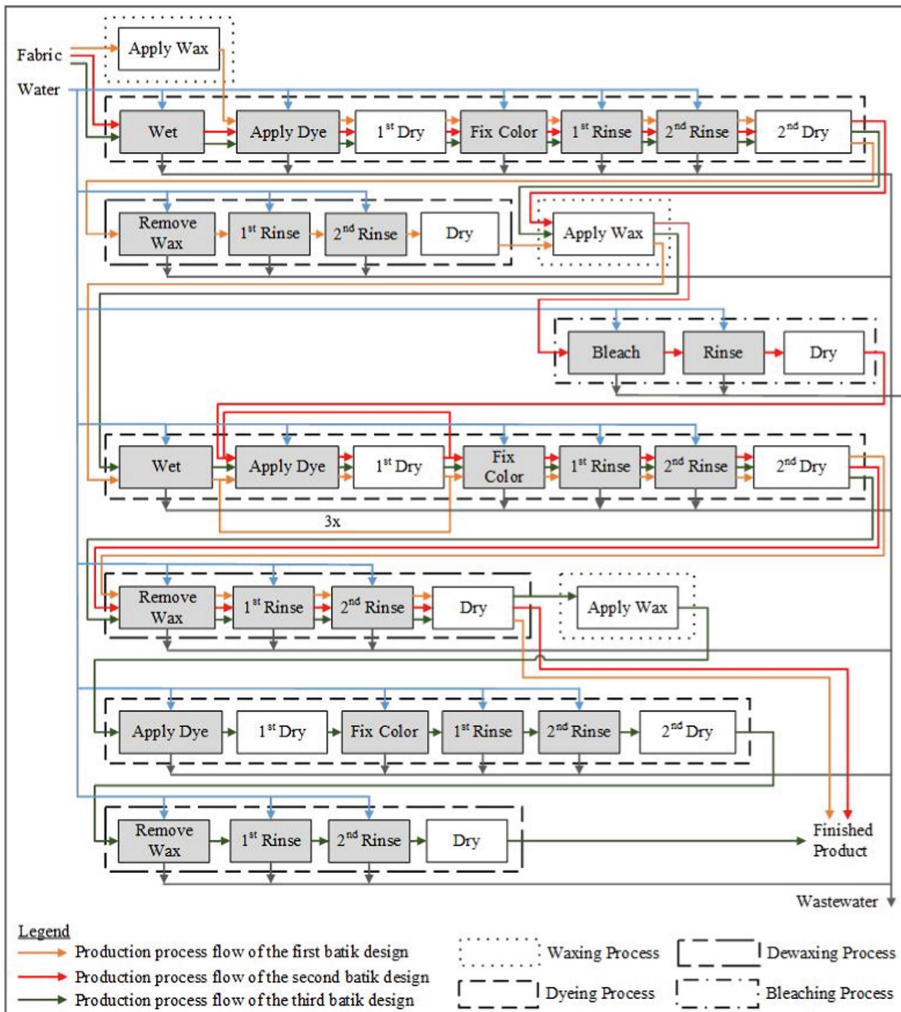 Apply Wax
Fabric
Water
Wet
Apply Dye
1st Dry
Fix Color
1st Rinse
2nd Rinse
2nd Dry
Remove
Wax
1st Rinse
2nd Rinse
Dry
Apply Wax
Bleach
Rinse
Dry
Wet
Apply Dye
1st Dry
Fix
Color
1st Rinse
2nd Rinse
2nd Dry
3x
Remove
Wax
1st Rinse
2nd Rinse
Dry
Apply Wax
Apply Dye
1st Dry
Fix Color
1st Rinse
2nd Rinse
2nd Dry
Remove
Wax
1st Rinse
2nd Rinse
Dry
Finished
Product
Wastewater
Legend
Production process flow of the first batik design
Production process flow of the second batik design
Production process flow of the third batik design
Waxing Process
Dewaxing Process
Dyeing Process
Bleaching Process